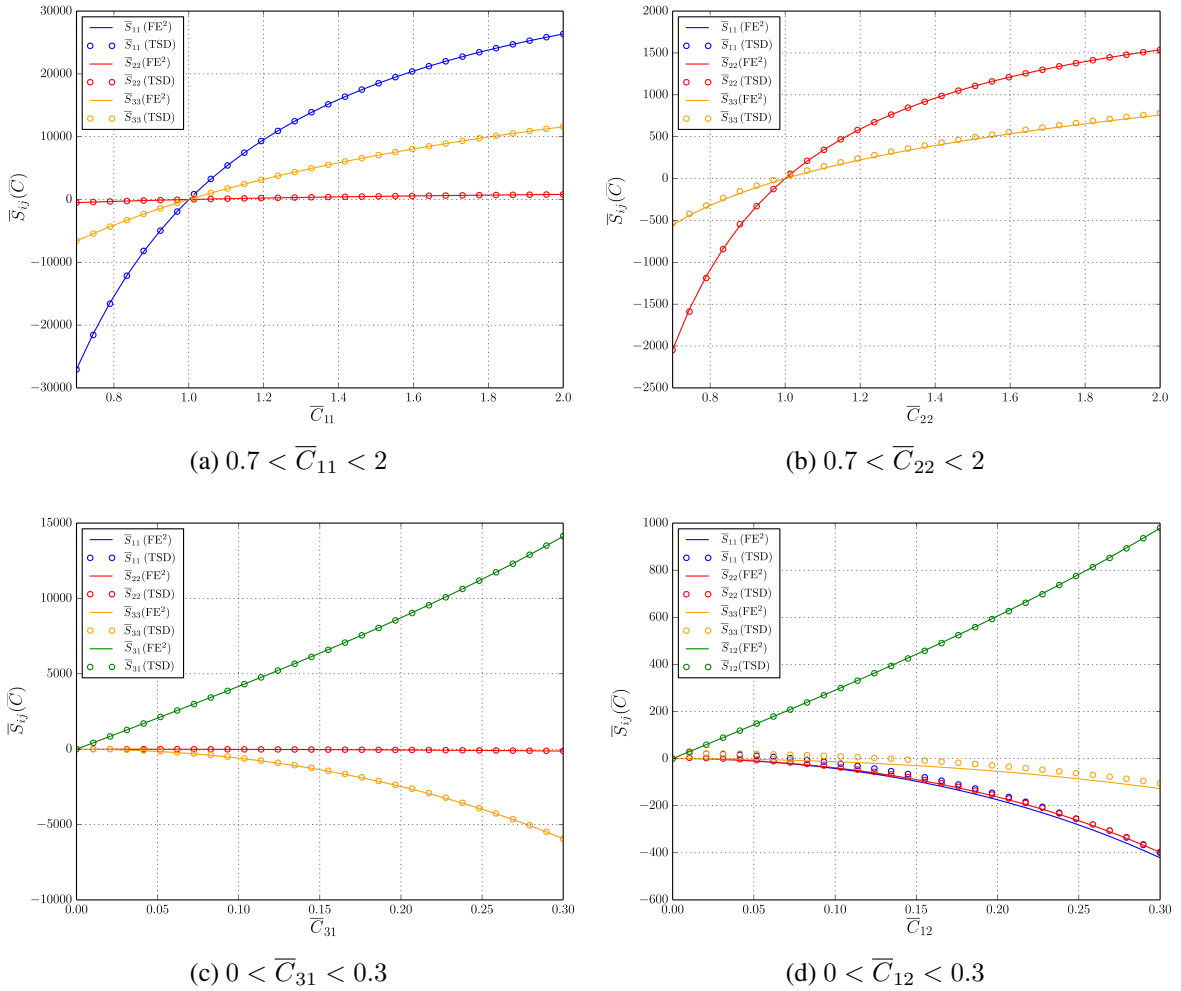 30000
20000
10000
0
−10000
−20000
−30000
S̅₁₁(FE²)
S̅₁₁ (TSD)
S̅₂₂(FE²)
S̅₂₂(TSD)
S̅₃₃(FE²)
S̅₃₃(TSD)
S̅ᵢⱼ(C̅)
0.8 1.0 1.2 1.4 1.6 1.8 2.0
C̅₁₁
(a) 0.7 < C̅₁₁ < 2
2000
1500
1000
500
0
−500
−1000
−1500
−2000
−2500
S̅₁₁(FE²)
S̅₁₁(TSD)
S̅₂₂(FE²)
S̅₂₂(TSD)
S̅₃₃(FE²)
S̅₃₃(TSD)
S̅ᵢⱼ(C̅)
0.8 1.0 1.2 1.4 1.6 1.8 2.0
C̅₂₂
(b) 0.7 < C̅₂₂ < 2
15000
10000
5000
0
−5000
−10000
S̅₁₁(FE²)
S̅₁₁(TSD)
S̅₂₂(FE²)
S̅₂₂(TSD)
S̅₃₃(FE²)
S̅₃₃(TSD)
S̅₃₁(FE²)
S̅₃₁(TSD)
S̅ᵢⱼ(C̅)
0.00 0.05 0.10 0.15 0.20 0.25 0.30
C̅₃₁
(c) 0 < C̅₃₁ < 0.3
1000
800
600
400
200
0
−200
−400
−600
S̅₁₁(FE²)
S̅₁₁(TSD)
S̅₂₂(FE²)
S̅₂₂(TSD)
S̅₃₃(FE²)
S̅₃₃(TSD)
S̅₁₂(FE²)
S̅₁₂(TSD)
S̅ᵢⱼ(C̅)
0.00 0.05 0.10 0.15 0.20 0.25 0.30
C̅₁₂
(d) 0 < C̅₁₂ < 0.3